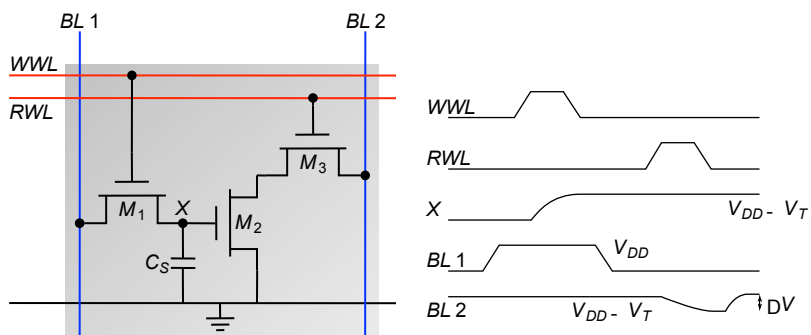 BL 1
BL 2
WWL
RWL
M3
M1
X
M2
CS
WWL
RWL
X
VDD - VT
BL 1
VDD
BL 2
VDD - VT
DV